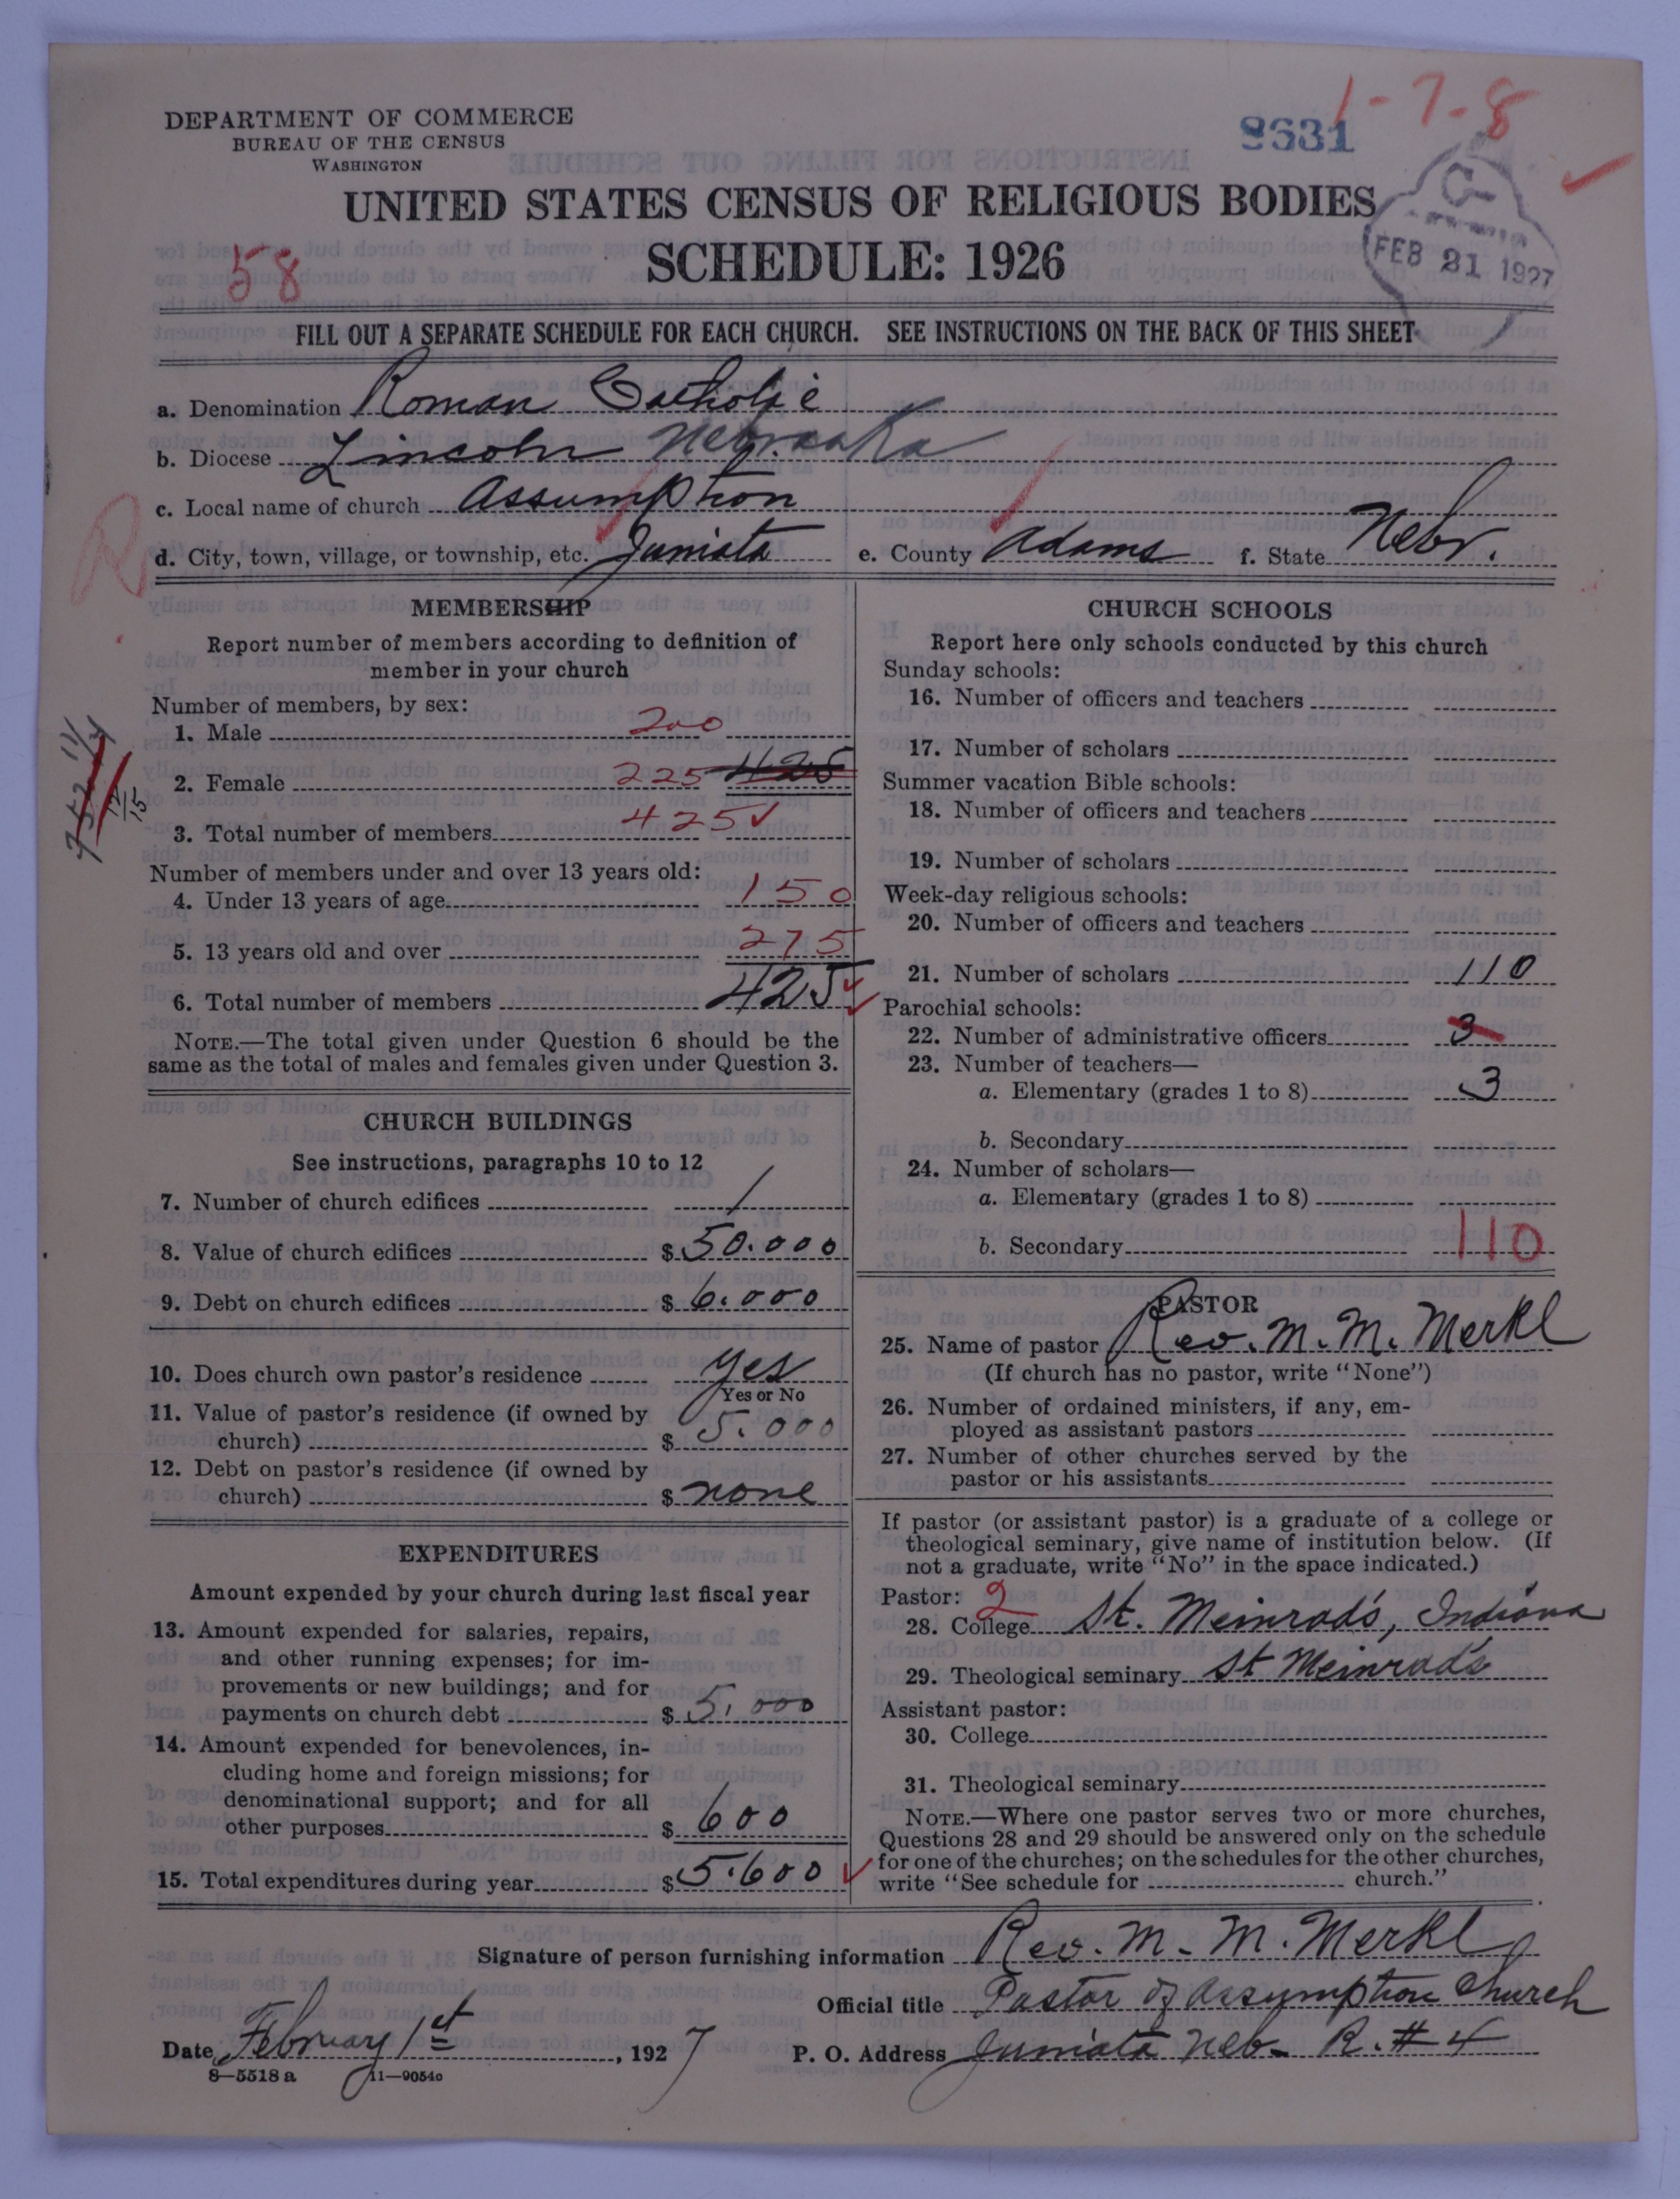 1-7-8
DEPARTMENT OF COMMERCE
BUREAU OF THE CENSUS
WASHINGTON
8631
UNITED STATES CENSUS OF RELIGIOUS BODIES
SCHEDULE: 1926
58
FEB 21 1927
FILL OUT A SEPARATE SCHEDULE FOR EACH CHURCH. SEE INSTRUCTIONS ON THE BACK OF THIS SHEET
a. Denomination Roman Catholic
b. Diocese Lincoln Nebraska
c. Local name of church Assumption
d. City, town, village, or township, etc. Juniata e. County Adams f. State Nebr.
MEMBERSHIP
Report number of members according to definition of
member in your church
Number of members, by sex:
1. Male 200
2. Female 225 425
3. Total number of members 425 ✓
Number of members under and over 13 years old:
4. Under 13 years of age 150
5. 13 years old and over 275
6. Total number of members 425 ✓
NOTE.—The total given under Question 6 should be the
same as the total of males and females given under Question 3.
CHURCH BUILDINGS
See instructions, paragraphs 10 to 12
7. Number of church edifices 1
8. Value of church edifices $ 50.000
9. Debt on church edifices $ 6.000
10. Does church own pastor's residence Yes
Yes or No
11. Value of pastor's residence (if owned by
church) $ 5.000
12. Debt on pastor's residence (if owned by
church) $ none
EXPENDITURES
Amount expended by your church during last fiscal year
13. Amount expended for salaries, repairs,
and other running expenses; for im-
provements or new buildings; and for
payments on church debt $ 5,000
14. Amount expended for benevolences, in-
cluding home and foreign missions; for
denominational support; and for all
other purposes $ 600
15. Total expenditures during year $ 5.600 ✓
CHURCH SCHOOLS
Report here only schools conducted by this church
Sunday schools:
16. Number of officers and teachers
17. Number of scholars
Summer vacation Bible schools:
18. Number of officers and teachers
19. Number of scholars
Week-day religious schools:
20. Number of officers and teachers
21. Number of scholars 110
Parochial schools:
22. Number of administrative officers 3
23. Number of teachers—
a. Elementary (grades 1 to 8) 3
b. Secondary
24. Number of scholars—
a. Elementary (grades 1 to 8)
b. Secondary 110
PASTOR
25. Name of pastor Rev. M. M. Merkl
(If church has no pastor, write "None")
26. Number of ordained ministers, if any, em-
ployed as assistant pastors
27. Number of other churches served by the
pastor or his assistants
If pastor (or assistant pastor) is a graduate of a college or
theological seminary, give name of institution below. (If
not a graduate, write "No" in the space indicated.)
Pastor: 2
28. College St. Meinrad's, Indiana
29. Theological seminary St Meinrad's
Assistant pastor:
30. College
31. Theological seminary
NOTE.—Where one pastor serves two or more churches,
Questions 28 and 29 should be answered only on the schedule
for one of the churches; on the schedules for the other churches,
write "See schedule for church."
Signature of person furnishing information Rev. M. M. Merkl
Official title Pastor of Assumption Church
Date February 1st, 1927 P. O. Address Juniata Neb. R. # 4
8—5518 a 11—9054c